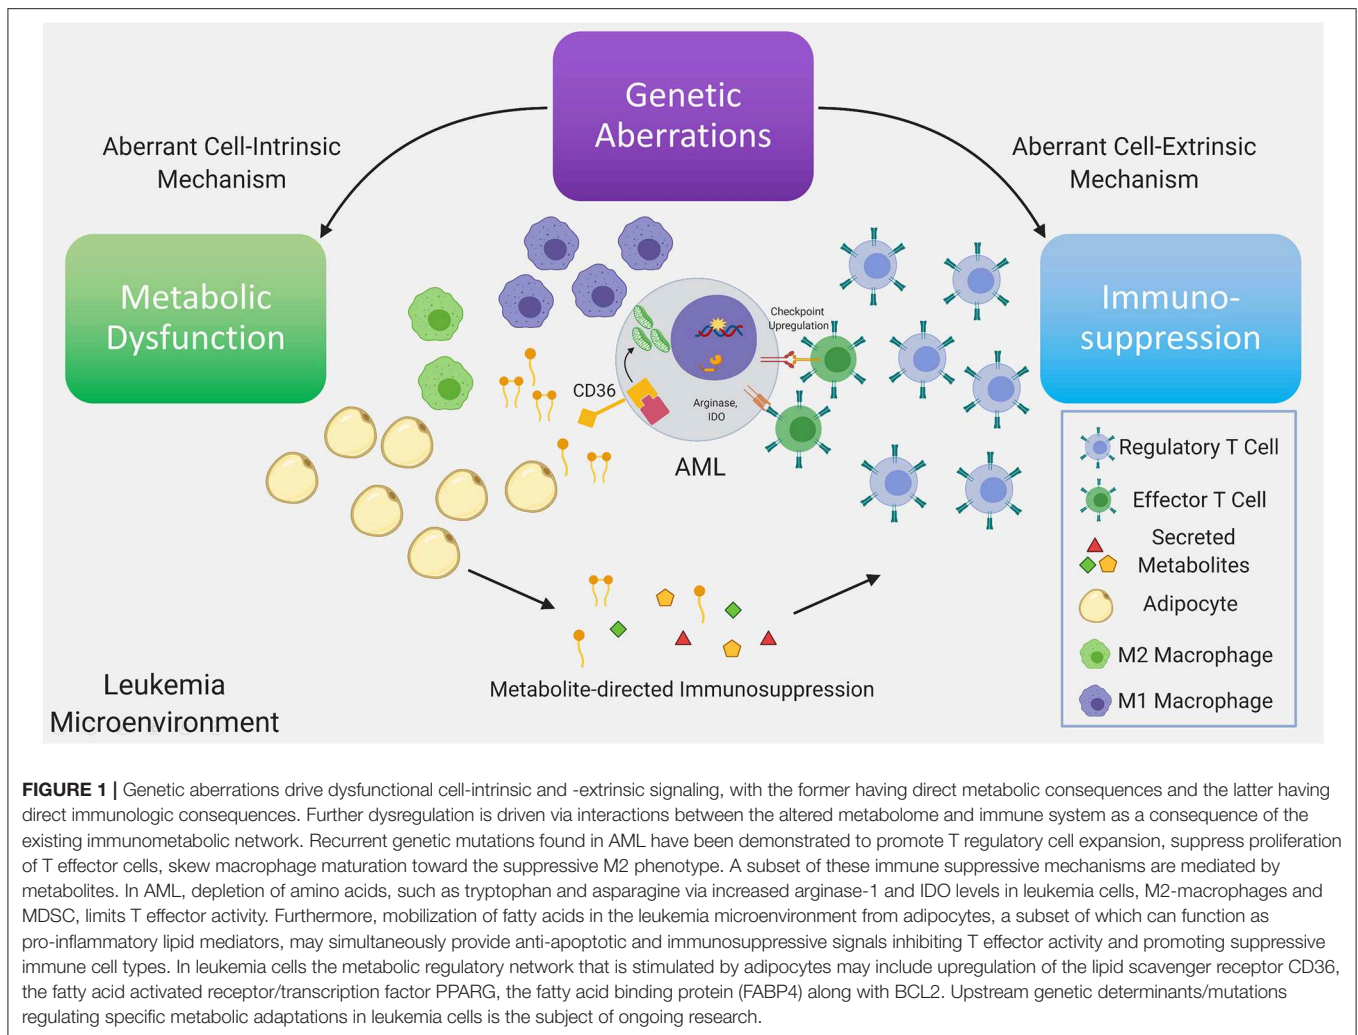 Genetic
Aberrations
Aberrant Cell-Intrinsic
Mechanism
Aberrant Cell-Extrinsic
Mechanism
Metabolic
Dysfunction
Immuno-
suppression
Checkpoint
Upregulation
CD36
Arginase,
IDO
AML
Regulatory T Cell
Effector T Cell
Secreted
Metabolites
Adipocyte
M2 Macrophage
M1 Macrophage
Metabolite-directed Immunosuppression
Leukemia
Microenvironment
FIGURE 1 | Genetic aberrations drive dysfunctional cell-intrinsic and -extrinsic signaling, with the former having direct metabolic consequences and the latter having
direct immunologic consequences. Further dysregulation is driven via interactions between the altered metabolome and immune system as a consequence of the
existing immunometabolic network. Recurrent genetic mutations found in AML have been demonstrated to promote T regulatory cell expansion, suppress proliferation
of T effector cells, skew macrophage maturation toward the suppressive M2 phenotype. A subset of these immune suppressive mechanisms are mediated by
metabolites. In AML, depletion of amino acids, such as tryptophan and asparagine via increased arginase-1 and IDO levels in leukemia cells, M2-macrophages and
MDSC, limits T effector activity. Furthermore, mobilization of fatty acids in the leukemia microenvironment from adipocytes, a subset of which can function as
pro-inflammatory lipid mediators, may simultaneously provide anti-apoptotic and immunosuppressive signals inhibiting T effector activity and promoting suppressive
immune cell types. In leukemia cells the metabolic regulatory network that is stimulated by adipocytes may include upregulation of the lipid scavenger receptor CD36,
the fatty acid activated receptor/transcription factor PPARG, the fatty acid binding protein (FABP4) along with BCL2. Upstream genetic determinants/mutations
regulating specific metabolic adaptations in leukemia cells is the subject of ongoing research.